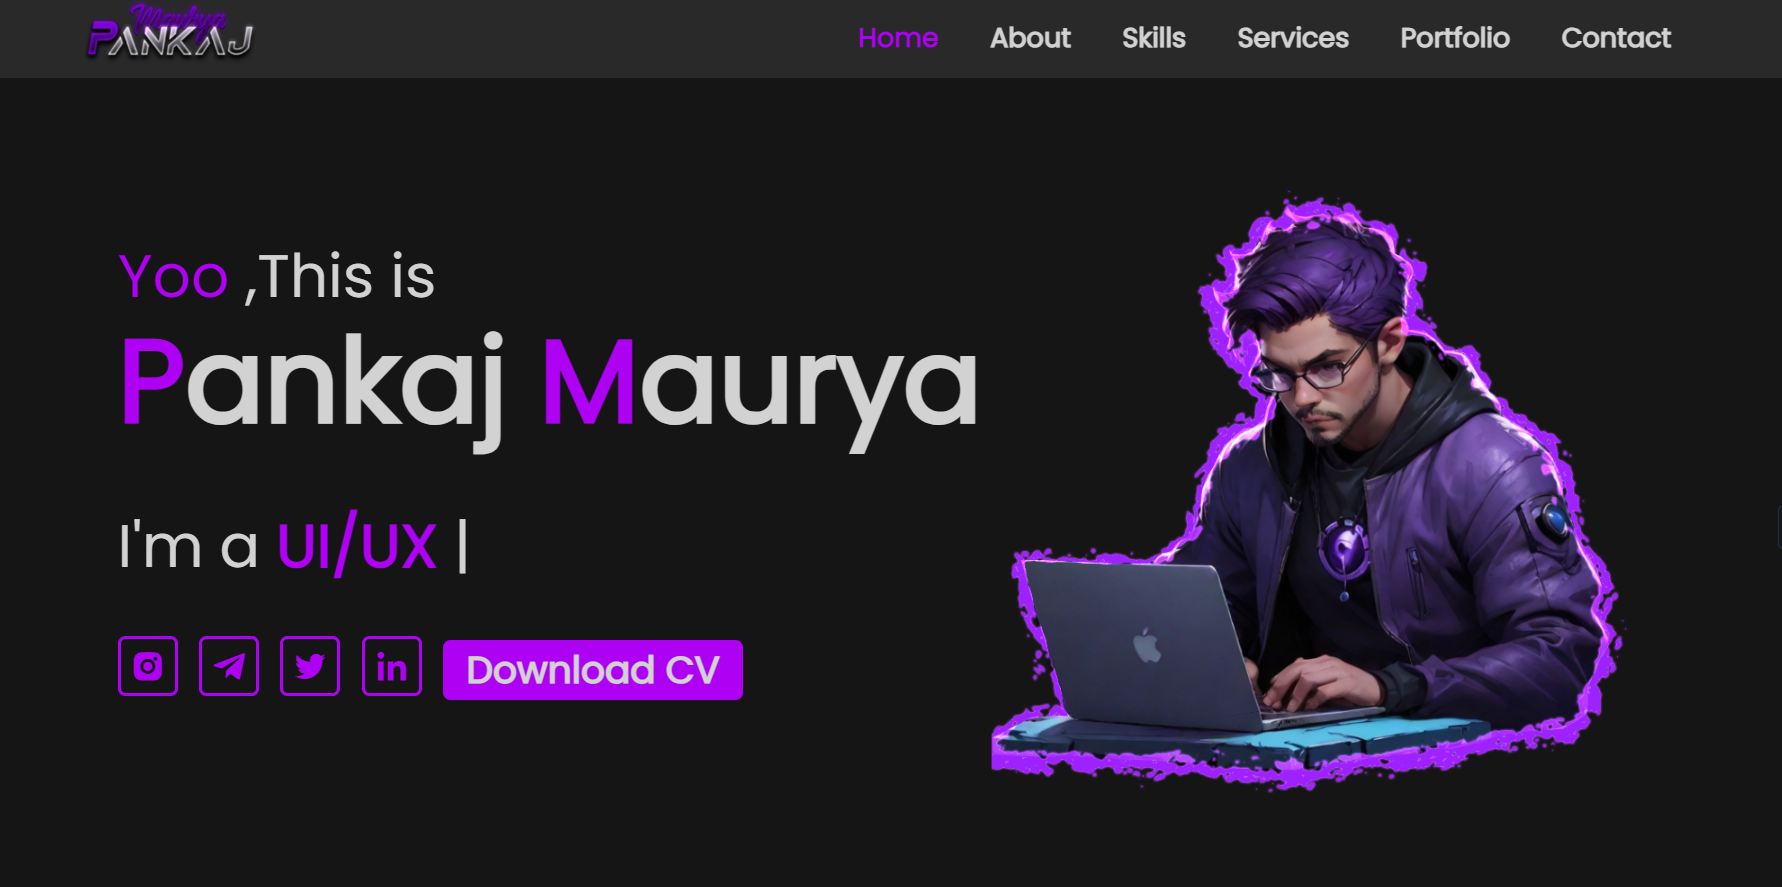 Maurya
PANKAJ
Home About Skills Services Portfolio Contact
Yoo ,This is
Pankaj Maurya
I'm a UI/UX |
in
Download CV